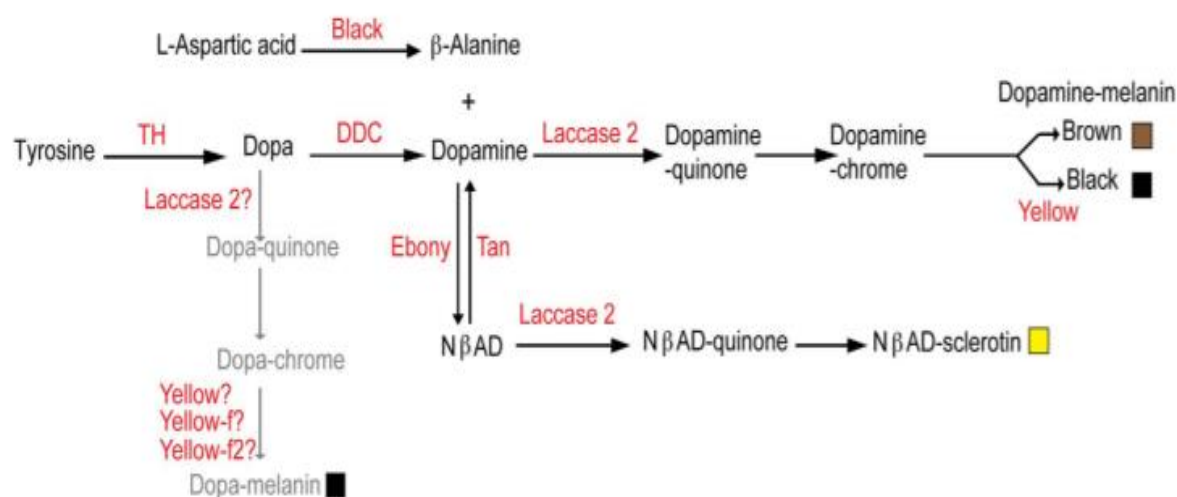 L-Aspartic acid Black β-Alanine
+
Dopamine-melanin
Tyrosine TH Dopa DDC Dopamine Laccase 2 Dopamine Dopamine Brown
-quinone -chrome
Black
Yellow
Laccase 2?
Dopa-quinone
Ebony Tan
Laccase 2
NβAD NβAD-quinone NβAD-sclerotin
Dopa-chrome
Yellow?
Yellow-f?
Yellow-f2?
Dopa-melanin